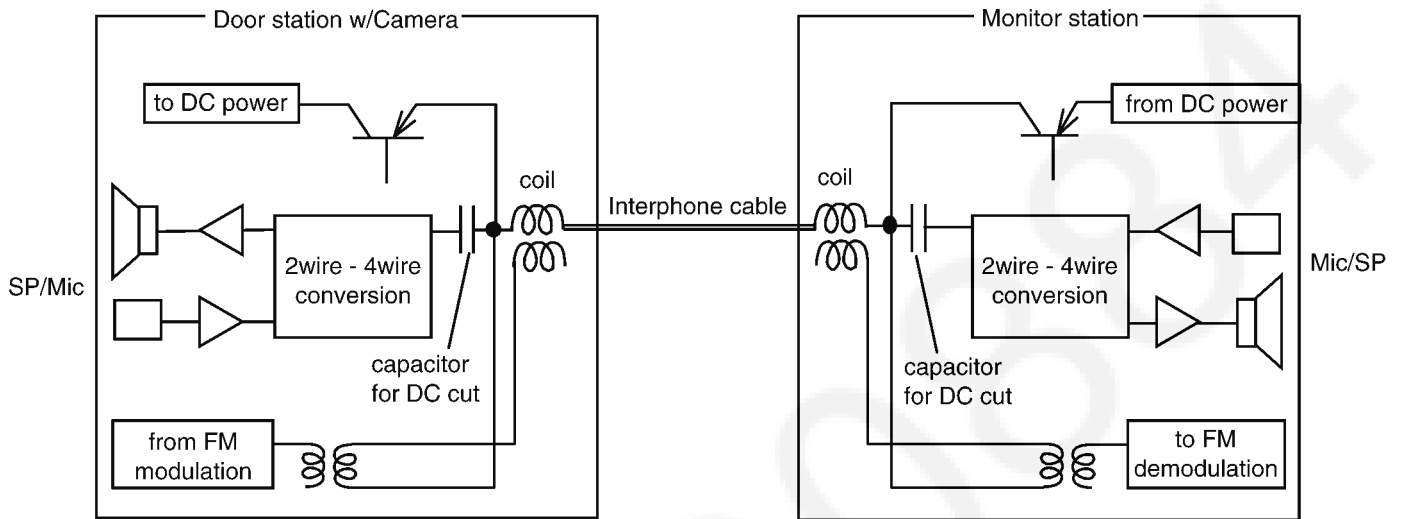 Door station w/Camera
Monitor station
to DC power
from DC power
coil
coil
Interphone cable
SP/Mic
2wire - 4wire
conversion
2wire - 4wire
conversion
Mic/SP
capacitor
for DC cut
capacitor
for DC cut
from FM
modulation
to FM
demodulation